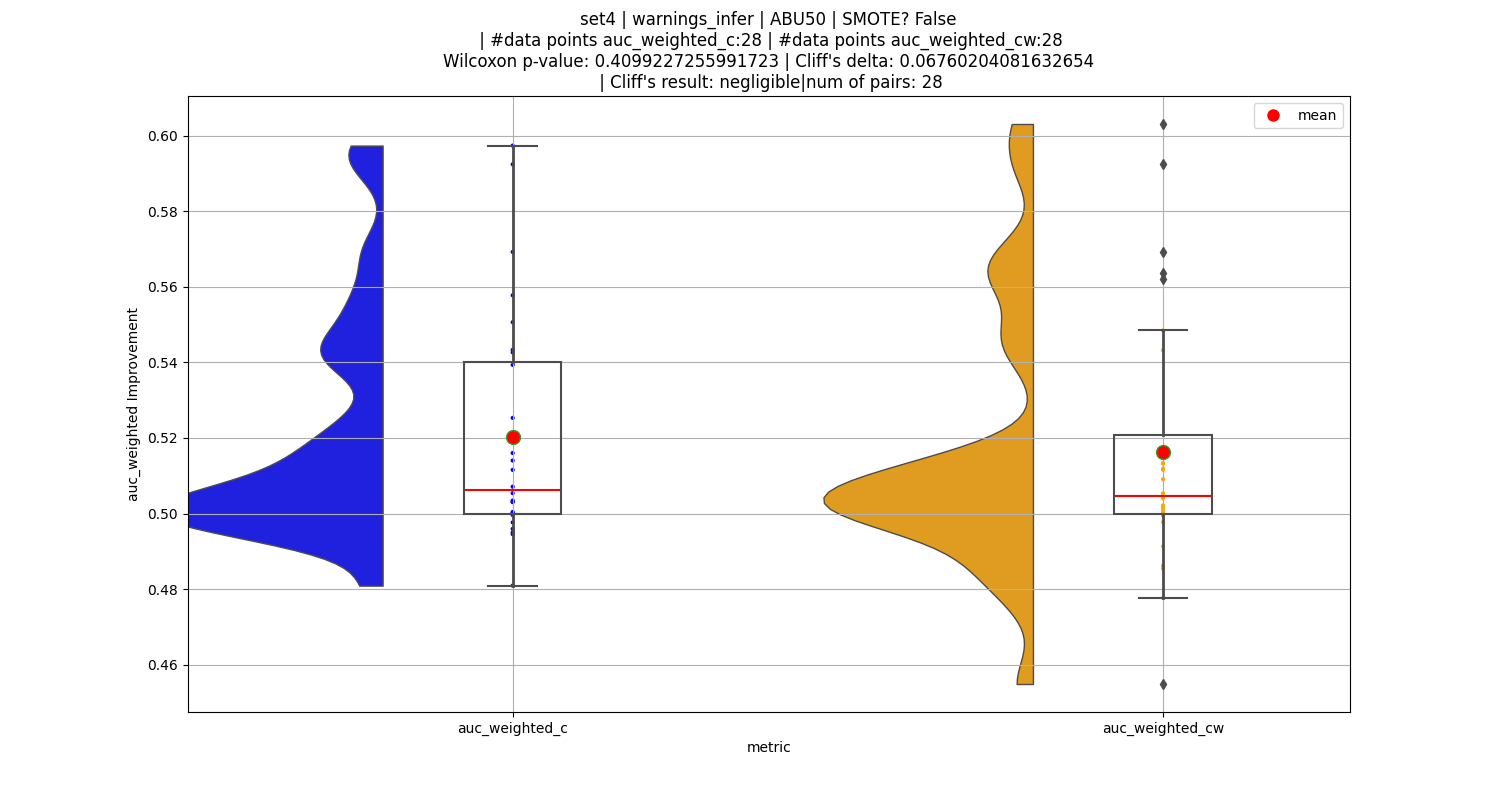 set4 | warnings_infer | ABU50 | SMOTE? False
| #data points auc_weighted_c:28 | #data points auc_weighted_cw:28
Wilcoxon p-value: 0.4099227255991723 | Cliff's delta: 0.06760204081632654
| Cliff's result: negligible|num of pairs: 28
mean
0.60
0.58
0.56
0.54
0.52
0.50
0.48
0.46
auc_weighted Improvement
auc_weighted_c
auc_weighted_cw
metric